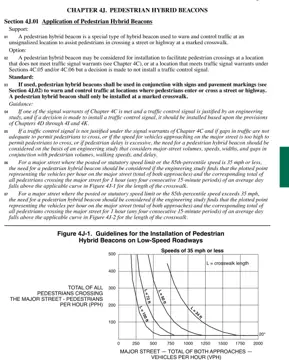 CHAPTER 4J. PEDESTRIAN HYBRID BEACONS
Section 4J.01 Application of Pedestrian Hybrid Beacons
Support:
A pedestrian hybrid beacon is a special type of hybrid beacon used to warn and control traffic at an
unsignalized location to assist pedestrians in crossing a street or highway at a marked crosswalk.
Option:
A pedestrian hybrid beacon may be considered for installation to facilitate pedestrian crossings at a location
that does not meet traffic signal warrants (see Chapter 4C), or at a location that meets traffic signal warrants under
Sections 4C.05 and/or 4C.06 but a decision is made to not install a traffic control signal.
Standard:
If used, pedestrian hybrid beacons shall be used in conjunction with signs and pavement markings (see
Section 4J.02) to warn and control traffic at locations where pedestrians enter or cross a street or highway.
A pedestrian hybrid beacon shall only be installed at a marked crosswalk.
Guidance:
If one of the signal warrants of Chapter 4C is met and a traffic control signal is justified by an engineering
study, and if a decision is made to install a traffic control signal, it should be installed based upon the provisions
of Chapters 4D through 4I and 4K.
If a traffic control signal is not justified under the signal warrants of Chapter 4C and if gaps in traffic are not
adequate to permit pedestrians to cross, or if the speed for vehicles approaching on the major street is too high to
permit pedestrians to cross, or if pedestrian delay is excessive, the need for a pedestrian hybrid beacon should be
considered on the basis of an engineering study that considers major-street volumes, speeds, widths, and gaps in
conjunction with pedestrian volumes, walking speeds, and delay.
For a major street where the posted or statutory speed limit or the 85th-percentile speed is 35 mph or less,
the need for a pedestrian hybrid beacon should be considered if the engineering study finds that the plotted point
representing the vehicles per hour on the major street (total of both approaches) and the corresponding total of
all pedestrians crossing the major street for 1 hour (any four consecutive 15-minute periods) of an average day
falls above the applicable curve in Figure 4J-1 for the length of the crosswalk.
For a major street where the posted or statutory speed limit or the 85th-percentile speed exceeds 35 mph,
the need for a pedestrian hybrid beacon should be considered if the engineering study finds that the plotted point
representing the vehicles per hour on the major street (total of both approaches) and the corresponding total of
all pedestrians crossing the major street for 1 hour (any four consecutive 15-minute periods) of an average day
falls above the applicable curve in Figure 4J-2 for the length of the crosswalk.
Figure 4J-1. Guidelines for the Installation of Pedestrian
Hybrid Beacons on Low-Speed Roadways
Speeds of 35 mph or less
L = crosswalk length
500
400
300
200
100
TOTAL OF ALL
PEDESTRIANS CROSSING
THE MAJOR STREET - PEDESTRIANS
PER HOUR (PPH)
L = 100 ft
L = 72 ft
L = 50 ft
L = 34 ft
20*
0 250 500 750 1000 1250 1500 1750 2000
MAJOR STREET — TOTAL OF BOTH APPROACHES —
VEHICLES PER HOUR (VPH)